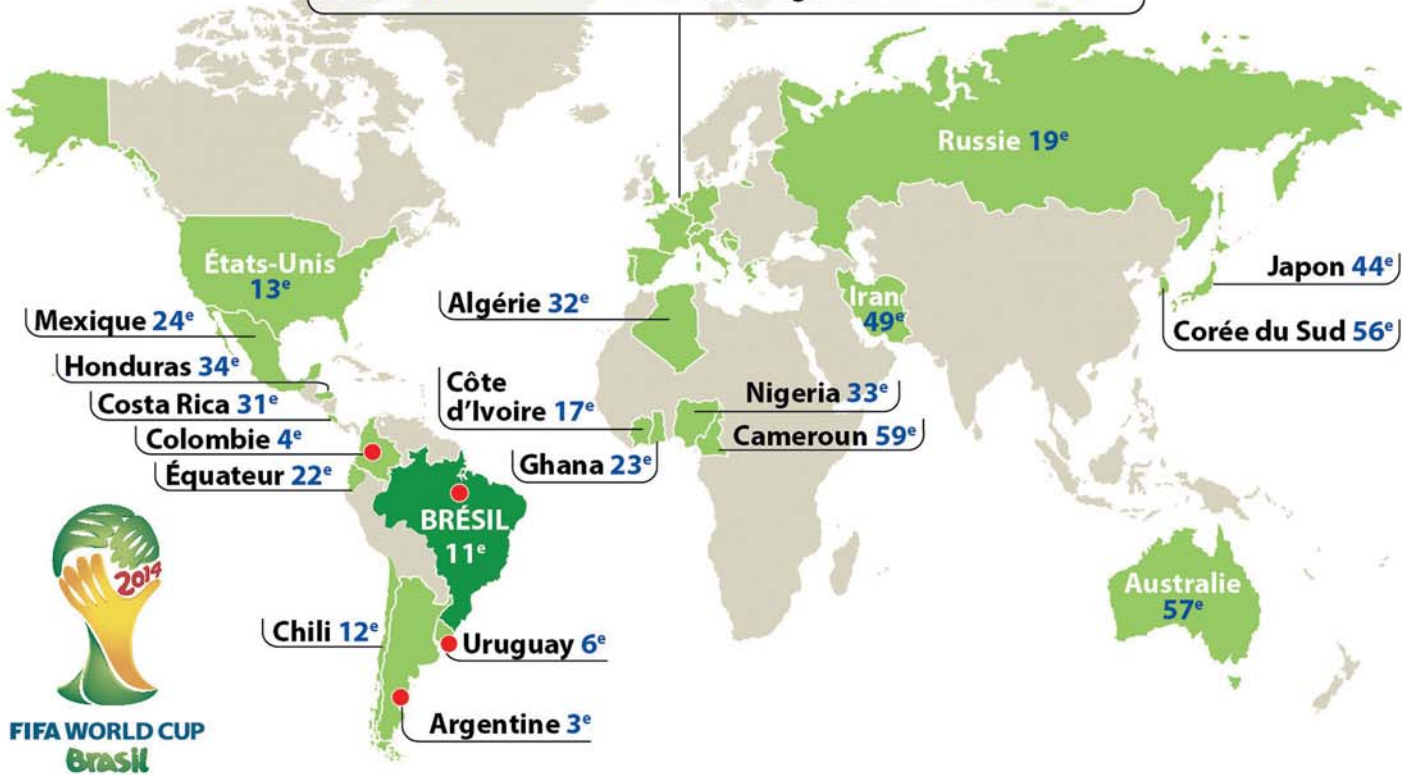 Russie 19e
États-Unis
13e
Japon 44e
Algérie 32e
Iran
49e
Mexique 24e
Corée du Sud 56e
Honduras 34e
Côte
d'Ivoire 17e
Nigeria 33e
Costa Rica 31e
Cameroun 59e
Colombie 4e
Ghana 23e
Équateur 22e
BRÉSIL
11e
2014
Australie
57e
Chili 12e
Uruguay 6e
Argentine 3e
FIFA WORLD CUP
Brasil